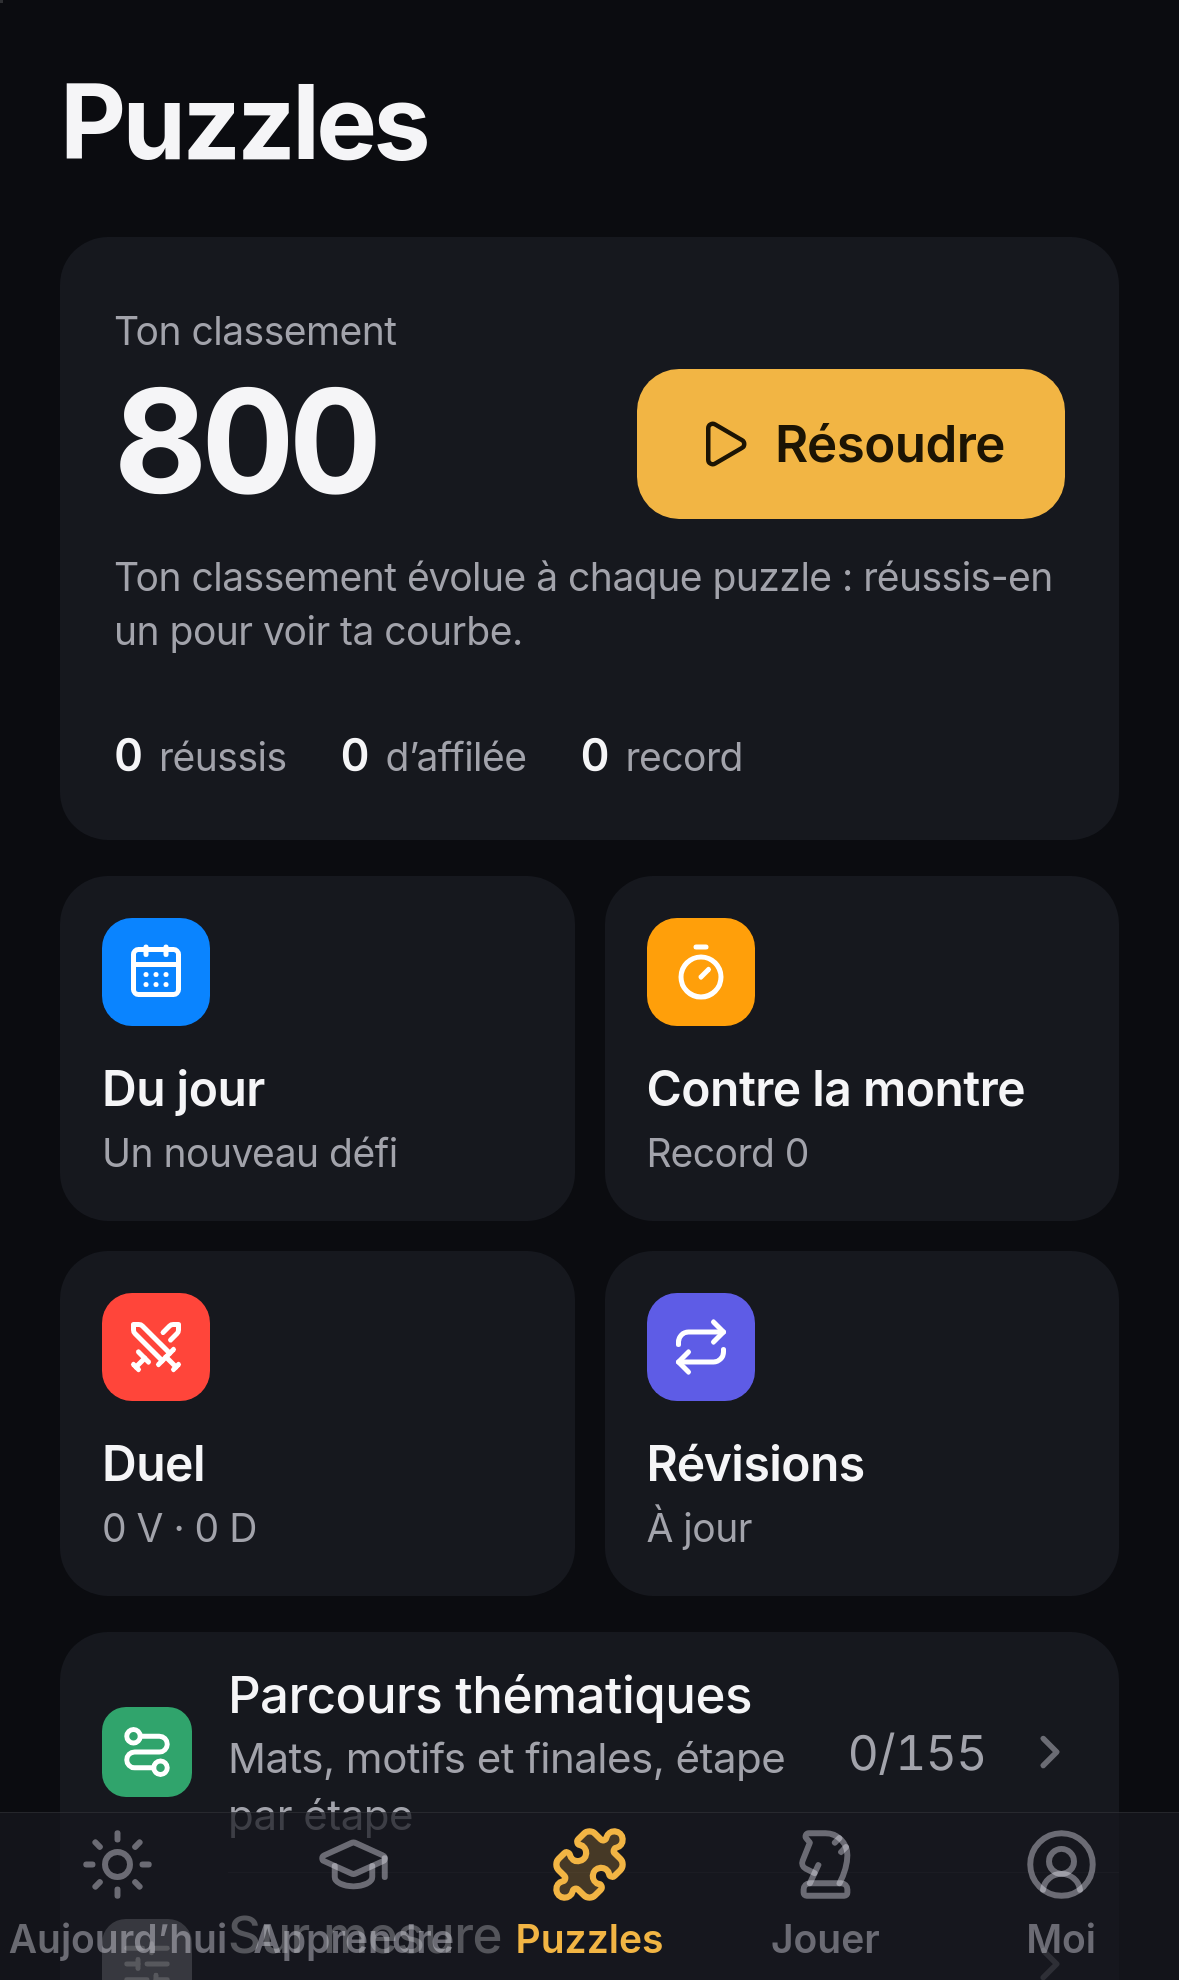 Puzzles
Ton classement
800
Résoudre
Ton classement évolue à chaque puzzle : réussis-en
un pour voir ta courbe.
0 réussis 0 d’affilée 0 record
Du jour
Un nouveau défi
Contre la montre
Record 0
Duel
0 V · 0 D
Révisions
À jour
Parcours thématiques
Mats, motifs et finales, étape
par étape
0/155
Sur mesure
Aujourd’hui
Apprendre
Puzzles
Jouer
Moi